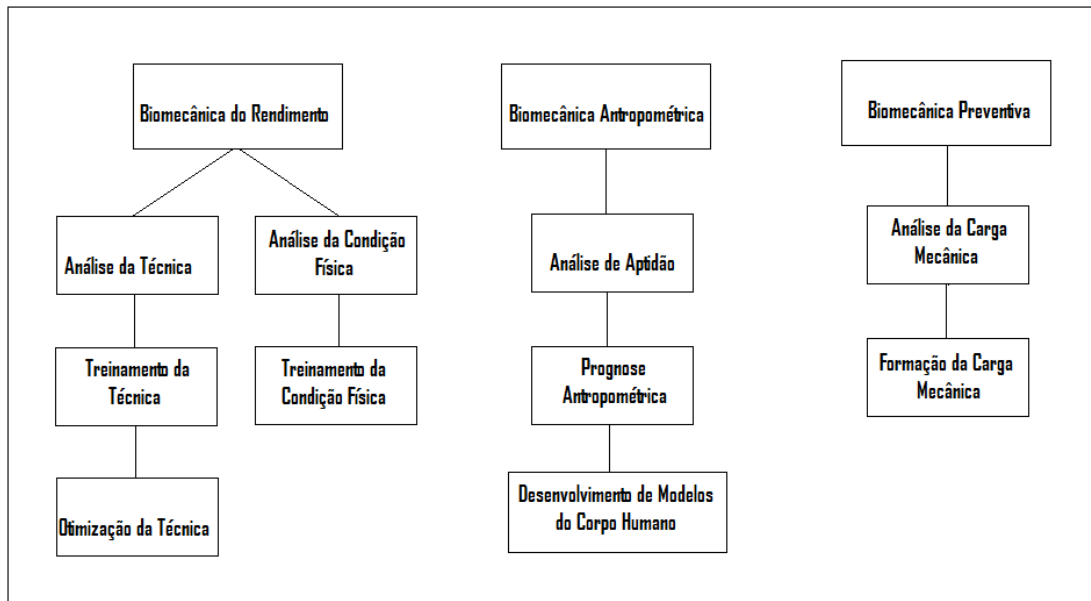 Biomecânica do Rendimento
Análise da Técnica
Análise da Condição
Física
Treinamento da
Técnica
Treinamento da
Condição Física
Otimização da Técnica
Biomecânica Antropométrica
Análise de Aptidão
Prognose
Antropométrica
Desenvolvimento de Modelos
do Corpo Humano
Biomecânica Preventiva
Análise da Carga
Mecânica
Formação da Carga
Mecânica